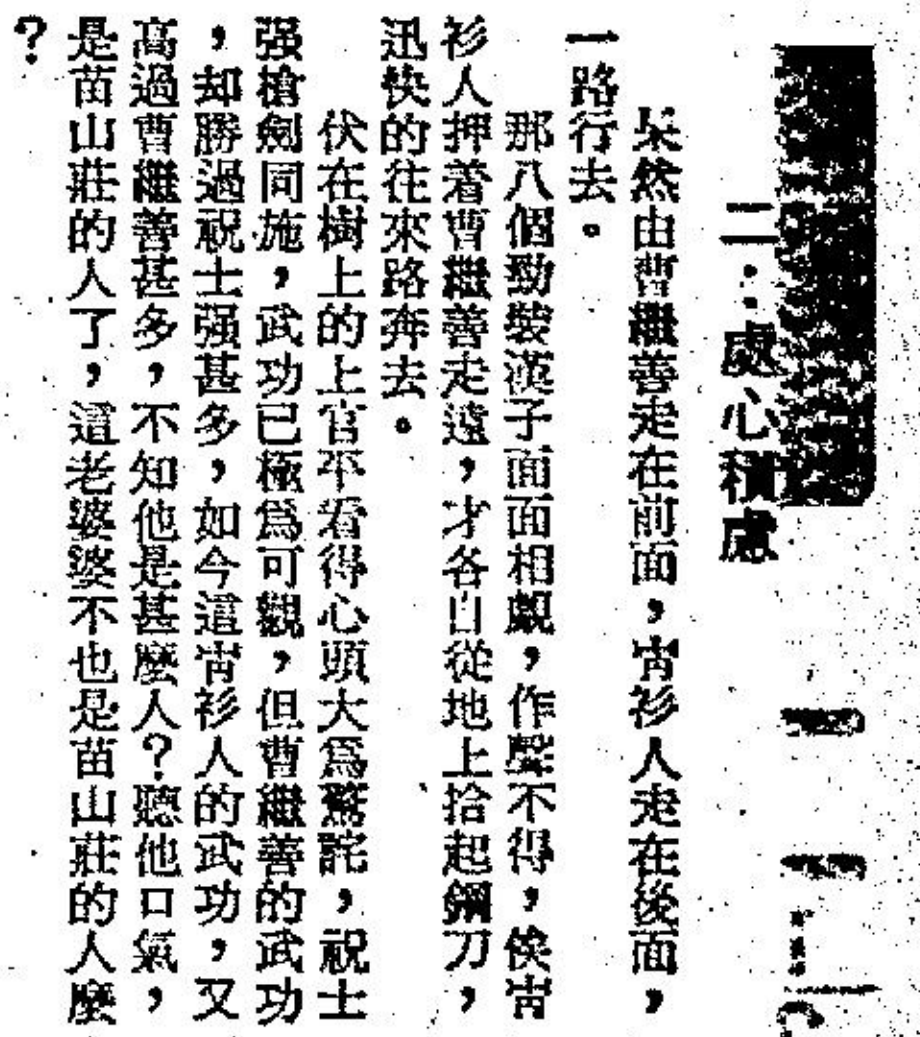 二：處心積慮
果然由曹繼善走在前面，青衫人走在後面，
一路行去。
那八個勁裝漢子面面相覷，作聲不得，俟青
衫人押着曹繼善走遠，才各自從地上拾起鋼刀，
迅快的往來路奔去。
伏在樹上的上官平看得心頭大爲驚詫，祝士
强槍劍同施，武功已極爲可觀，但曹繼善的武功
，却勝過祝士强甚多，如今這青衫人的武功，又
高過曹繼善甚多，不知他是甚麼人？聽他口氣，
是苗山莊的人了，這老婆婆不也是苗山莊的人麼
？